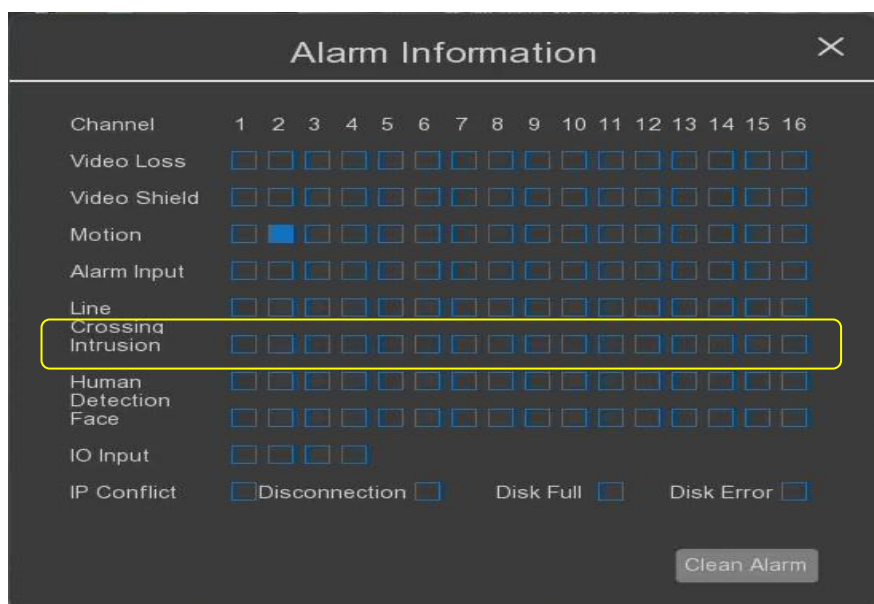 Alarm Information
Channel 1 2 3 4 5 6 7 8 9 10 11 12 13 14 15 16
Video Loss
Video Shield
Motion
Alarm Input
Line
Crossing
Intrusion
Human
Detection
Face
IO Input
IP Conflict Disconnection Disk Full Disk Error
Clean Alarm